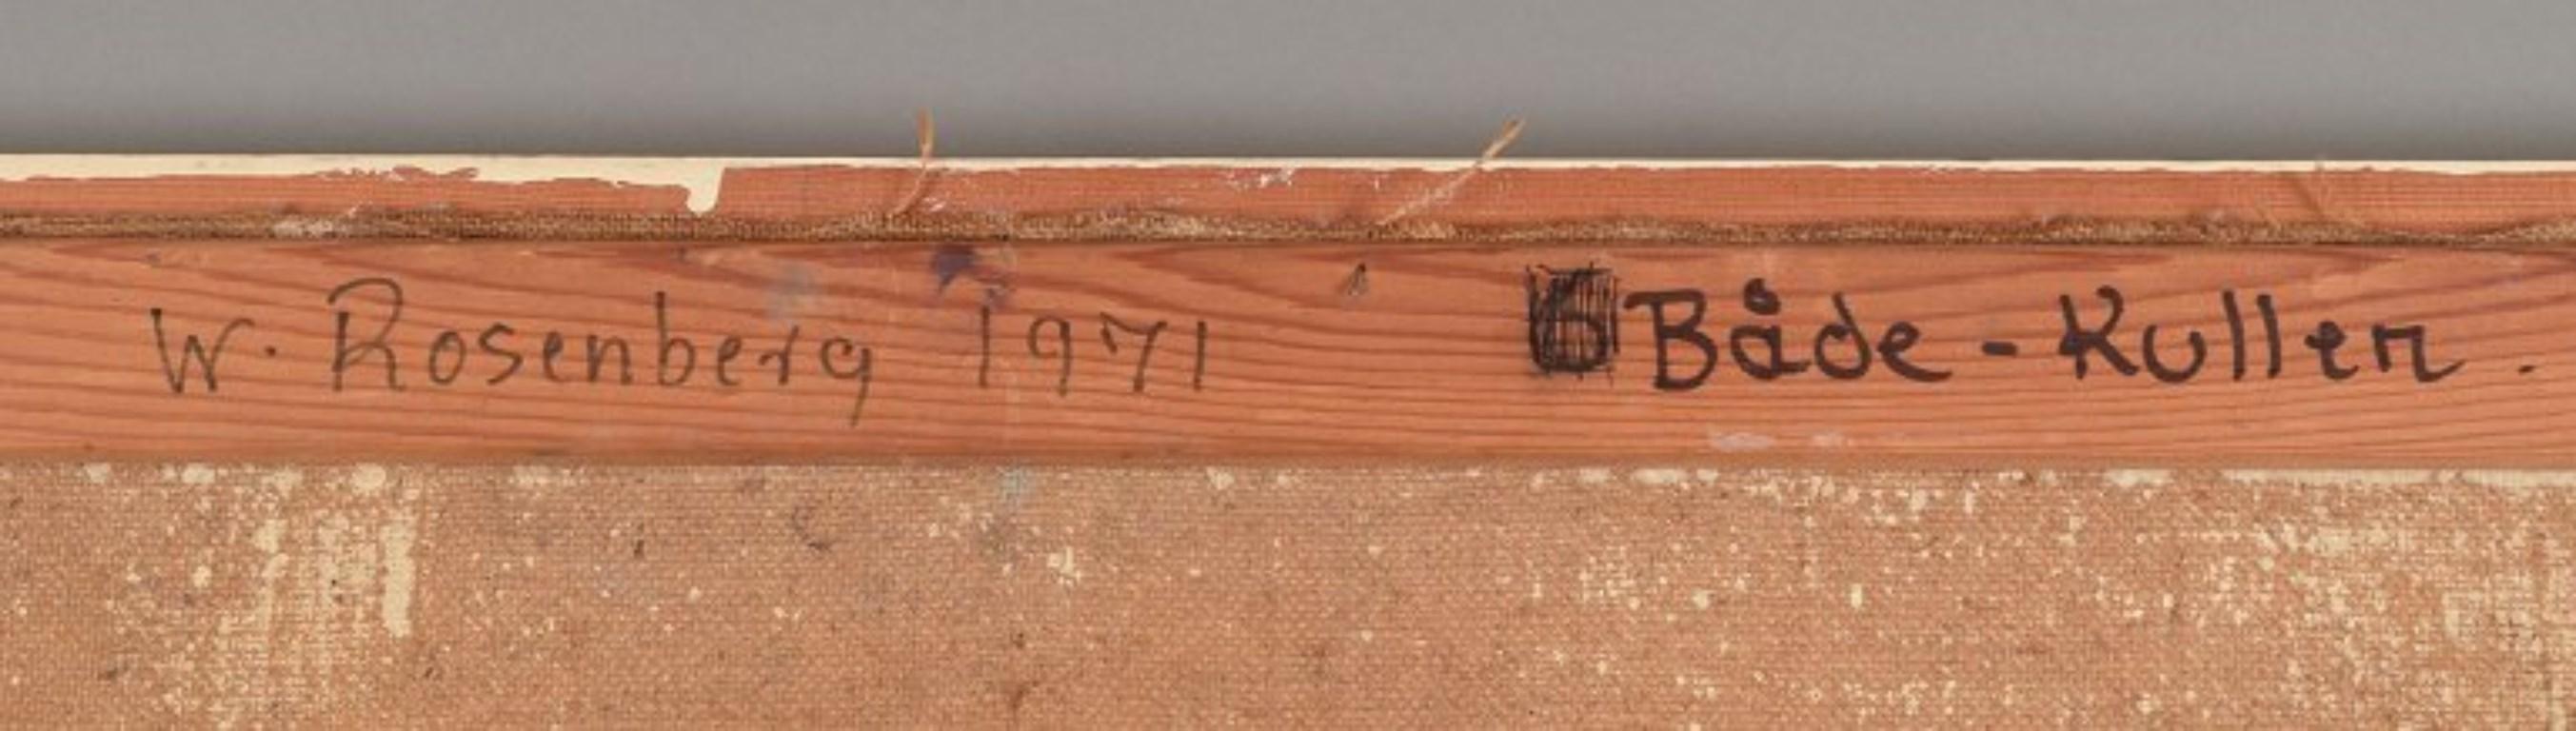 W. Rosenberg 1971 Både-Kullen.